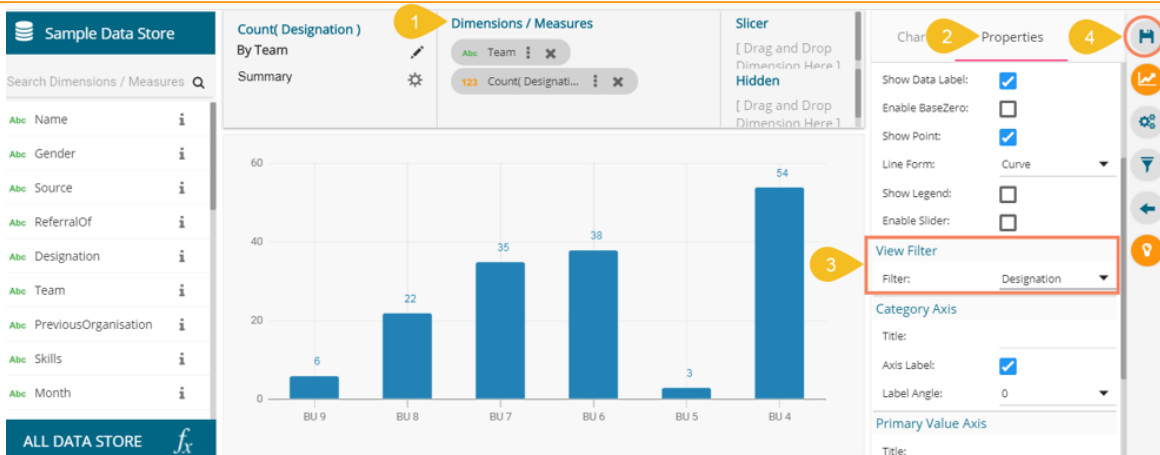 Sample Data Store
Search Dimensions / Measures
Abc Name i
Abc Gender i
Abc Source i
Abc ReferralOf i
Abc Designation i
Abc Team i
Abc PreviousOrganisation i
Abc Skills i
Abc Month i
ALL DATA STORE fx
Count( Designation )
By Team
Summary
1
Dimensions / Measures
Abc Team
123 Count( Designati...
Slicer
[ Drag and Drop
Dimension Here ]
Hidden
[ Drag and Drop
Dimension Here ]
60
40
20
0
6
22
35
38
3
54
BU 9
BU 8
BU 7
BU 6
BU 5
BU 4
Char
2
Properties
4
Show Data Label:
Enable BaseZero:
Show Point:
Line Form: Curve
Show Legend:
Enable Slider:
3
View Filter
Filter: Designation
Category Axis
Title:
Axis Label:
Label Angle: 0
Primary Value Axis
Title: